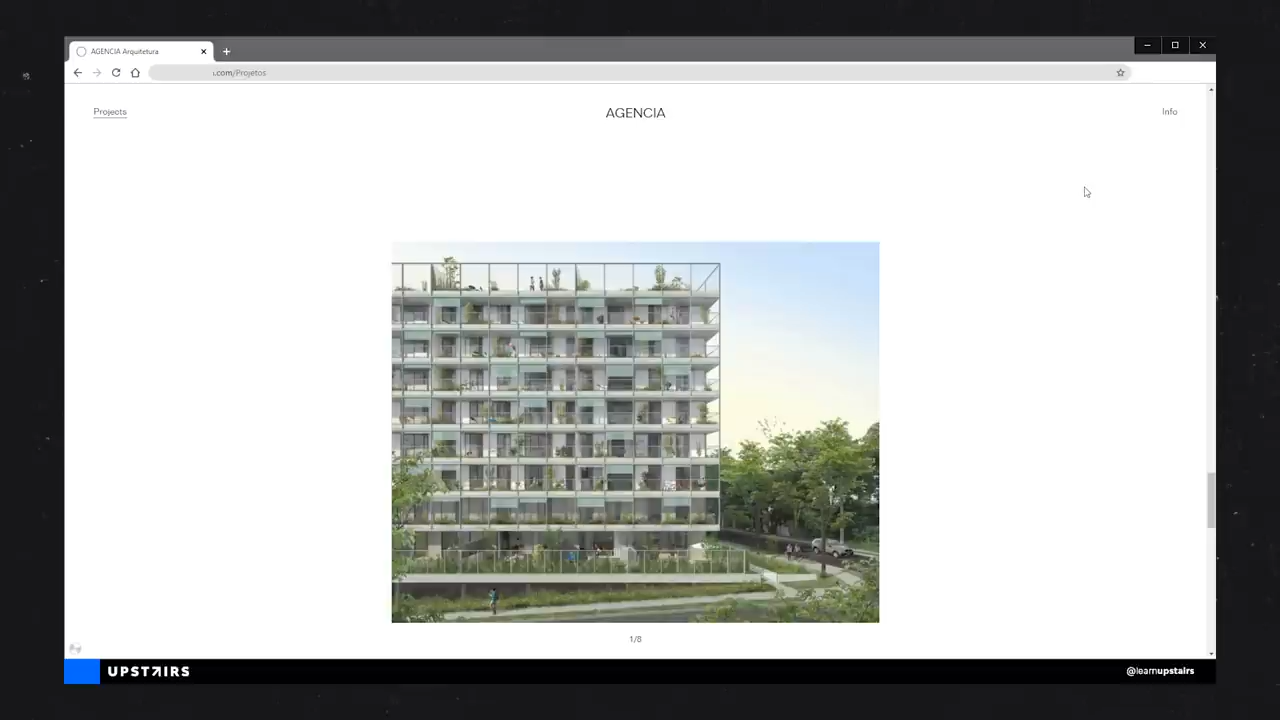 AGENCIA Arquitetura
.com/Projetos
Projects
AGENCIA
Info
1/8
UPSTAIRS
@learnupstairs